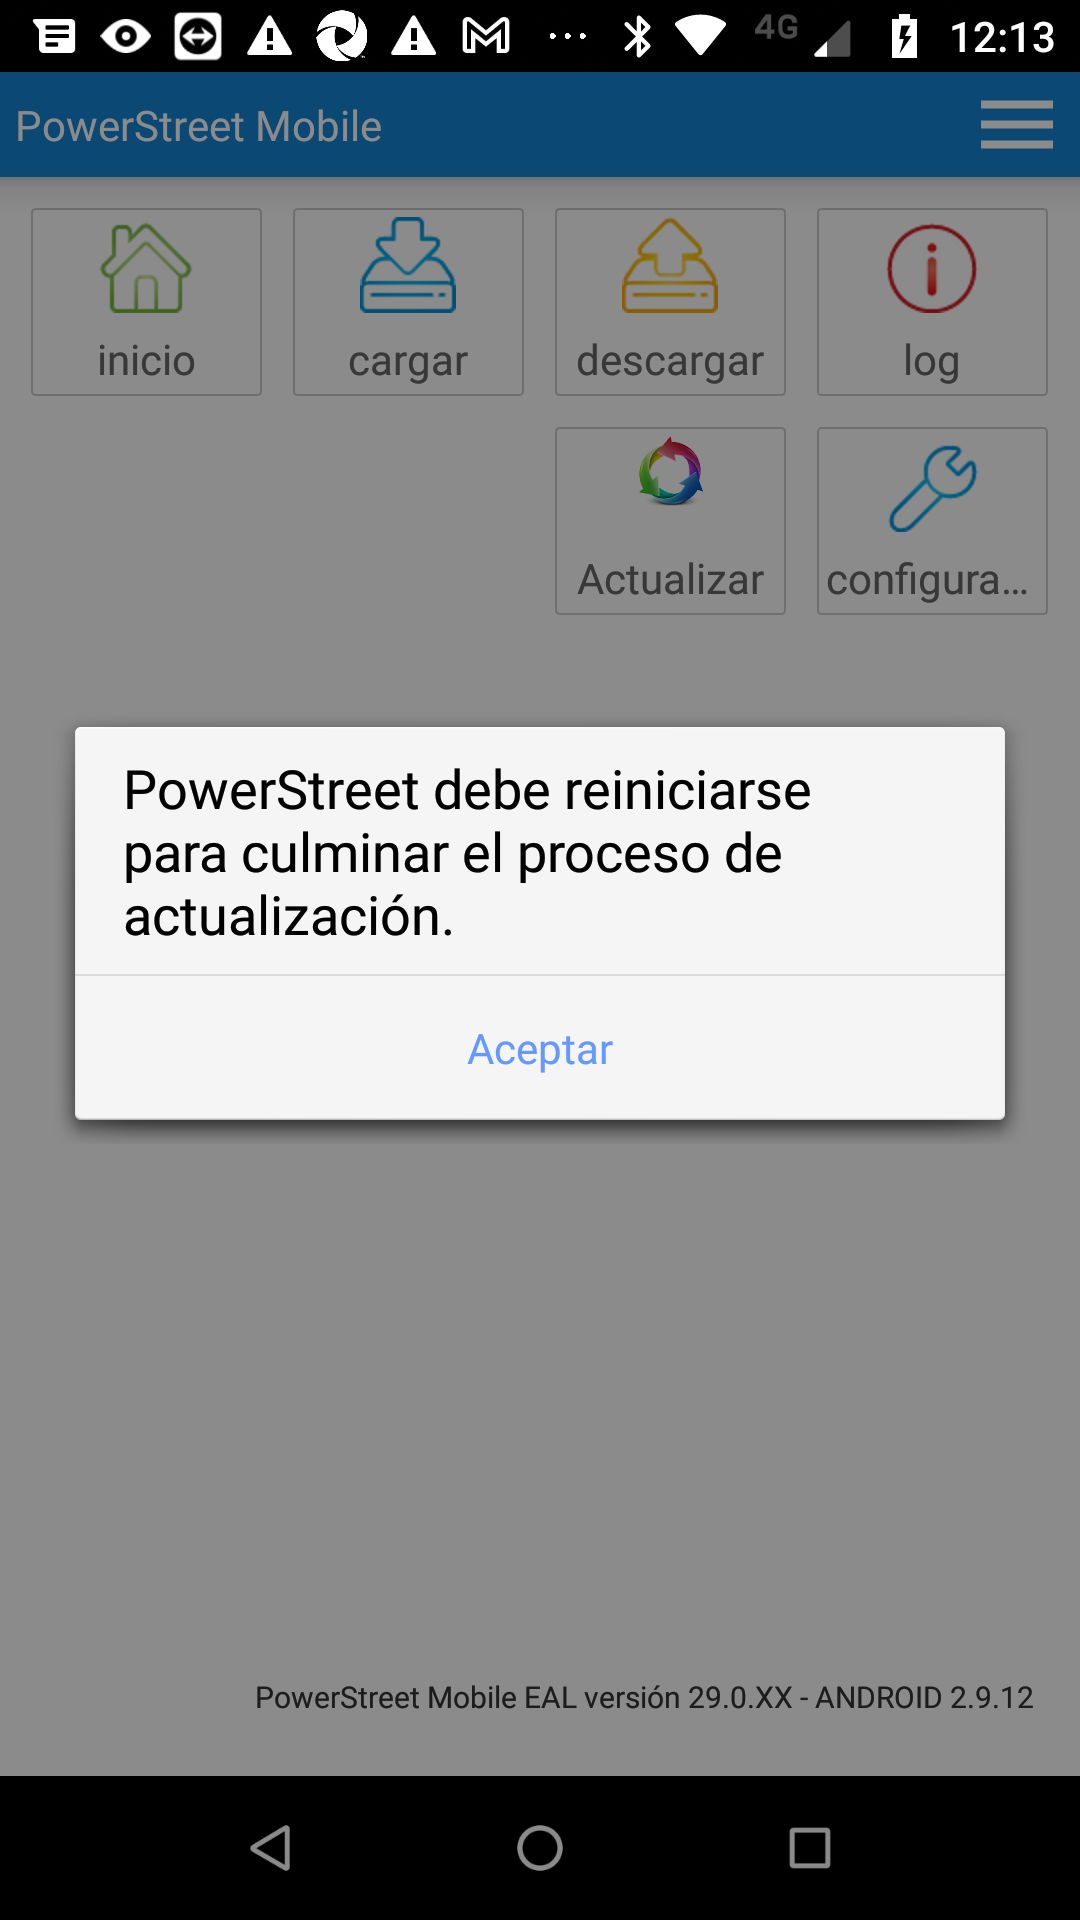 4G 12:13
PowerStreet Mobile
inicio cargar descargar log
Actualizar configura...
PowerStreet debe reiniciarse
para culminar el proceso de
actualización.
Aceptar
PowerStreet Mobile EAL versión 29.0.XX - ANDROID 2.9.12